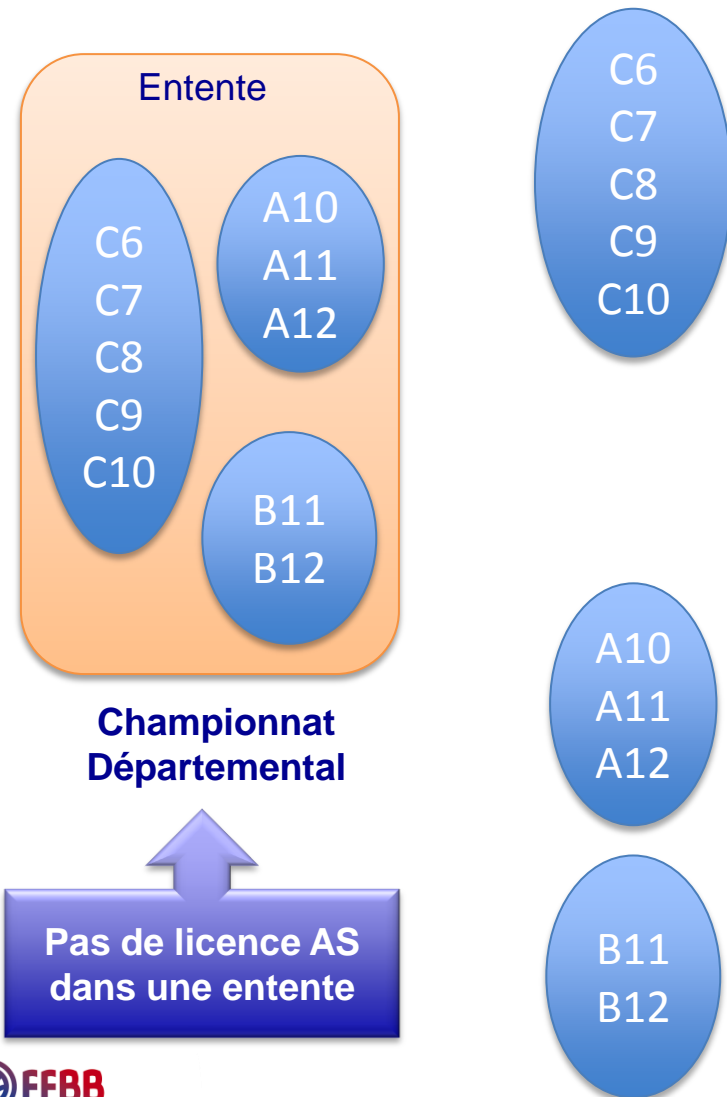 Entente
C6
C7
C8
C9
C10
A10
A11
A12
B11
B12
Championnat
Départemental
Pas de licence AS
dans une entente
C6
C7
C8
C9
C10
A10
A11
A12
B11
B12
FFBB